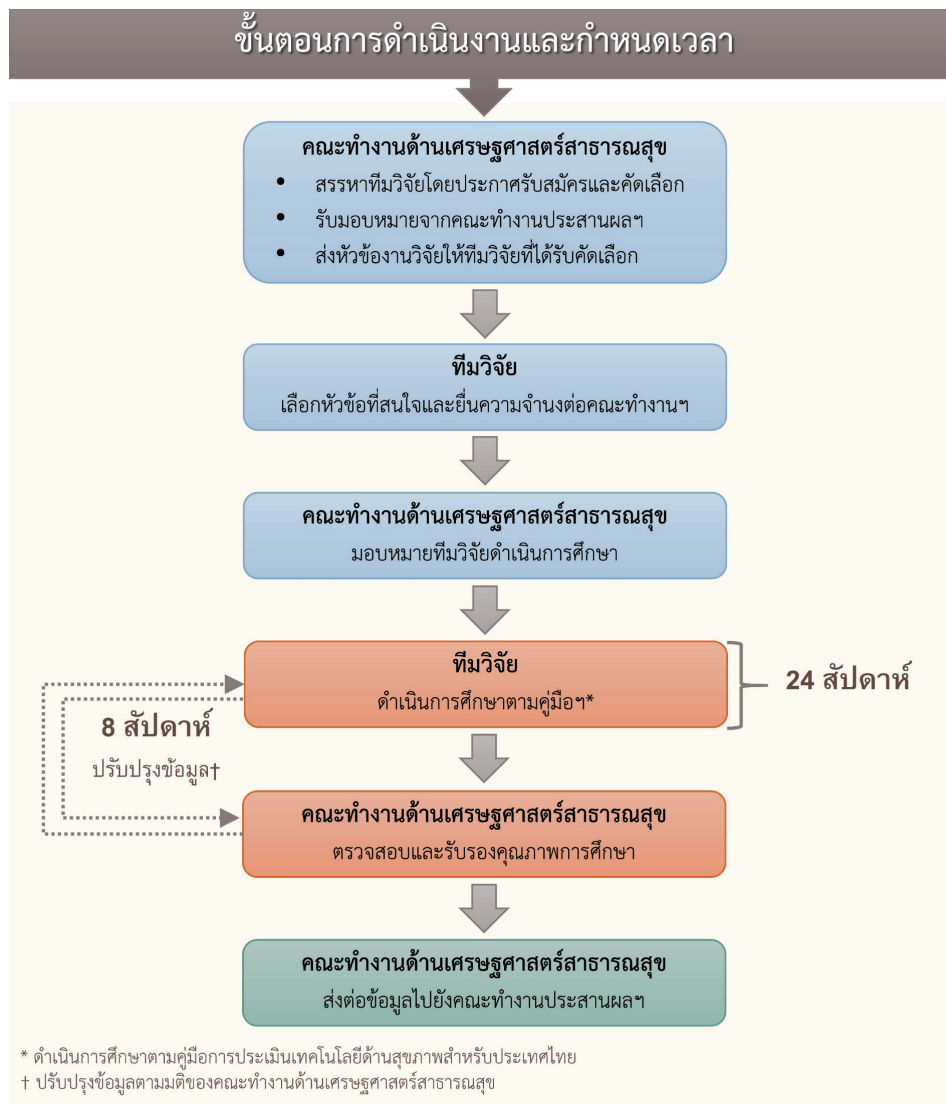 ขั้นตอนการดำเนินงานและกำหนดเวลา
คณะทำงานด้านเศรษฐศาสตร์สาธารณสุข
• สรรหาทีมวิจัยโดยประกาศรับสมัครและคัดเลือก
• รับมอบหมายจากคณะทำงานประสานผลฯ
• ส่งหัวข้องานวิจัยให้ทีมวิจัยที่ได้รับคัดเลือก
ทีมวิจัย
เลือกหัวข้อที่สนใจและยื่นความจำนงต่อคณะทำงานฯ
คณะทำงานด้านเศรษฐศาสตร์สาธารณสุข
มอบหมายทีมวิจัยดำเนินการศึกษา
ทีมวิจัย
ดำเนินการศึกษาตามคู่มือฯ*
24 สัปดาห์
8 สัปดาห์
ปรับปรุงข้อมูล†
คณะทำงานด้านเศรษฐศาสตร์สาธารณสุข
ตรวจสอบและรับรองคุณภาพการศึกษา
คณะทำงานด้านเศรษฐศาสตร์สาธารณสุข
ส่งต่อข้อมูลไปยังคณะทำงานประสานผลฯ
* ดำเนินการศึกษาตามคู่มือการประเมินเทคโนโลยีด้านสุขภาพสำหรับประเทศไทย
† ปรับปรุงข้อมูลตามมติของคณะทำงานด้านเศรษฐศาสตร์สาธารณสุข